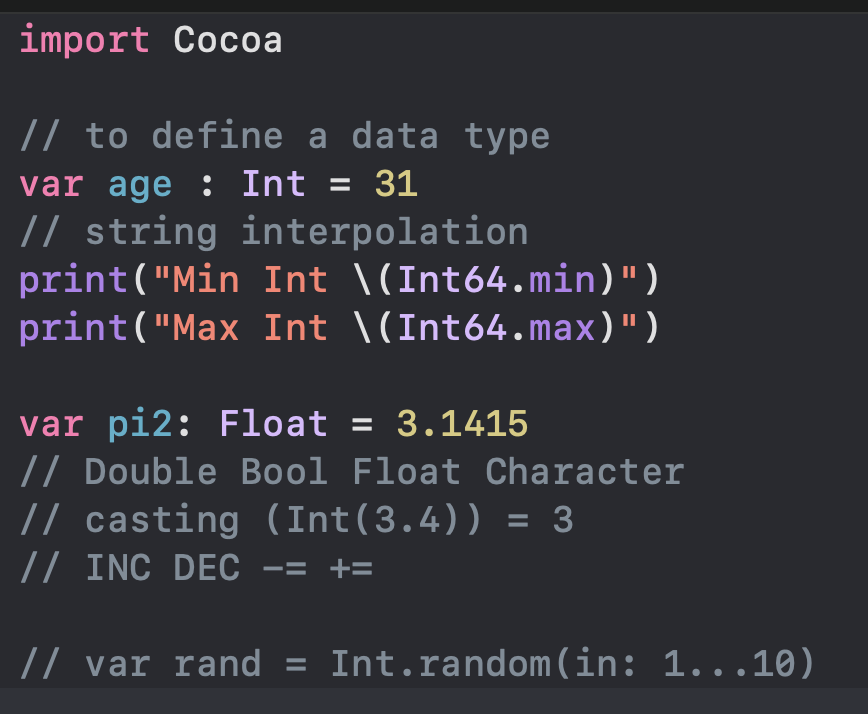 import Cocoa
// to define a data type
var age : Int = 31
// string interpolation
print("Min Int \(Int64.min)")
print("Max Int \(Int64.max)")
var pi2: Float = 3.1415
// Double Bool Float Character
// casting (Int(3.4)) = 3
// INC DEC -= +=
// var rand = Int.random(in: 1...10)